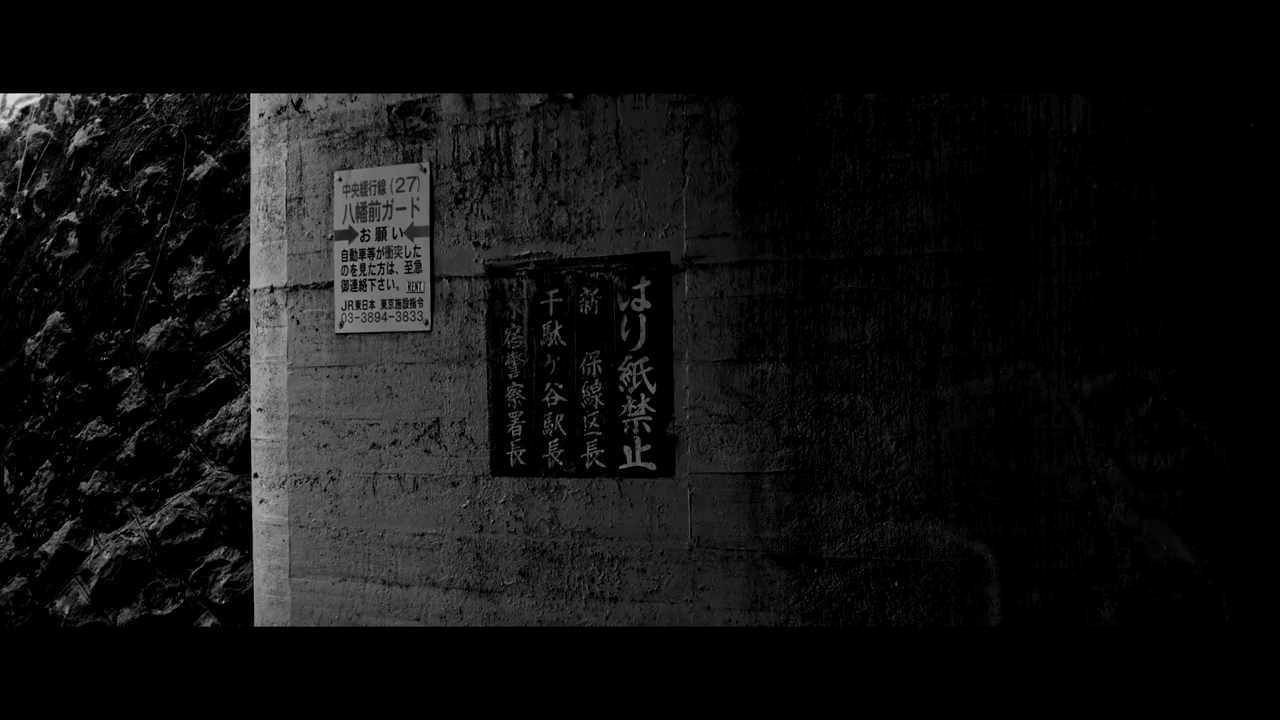 中央緩行線(27)
八幡前ガード
お願い
自動車等が衝突した
のを見た方は、至急
御連絡下さい。
JR東日本 東京施設指令
03-3894-3833
はり紙禁止
新 保線区長
千駄ヶ谷駅長
宿警察署長